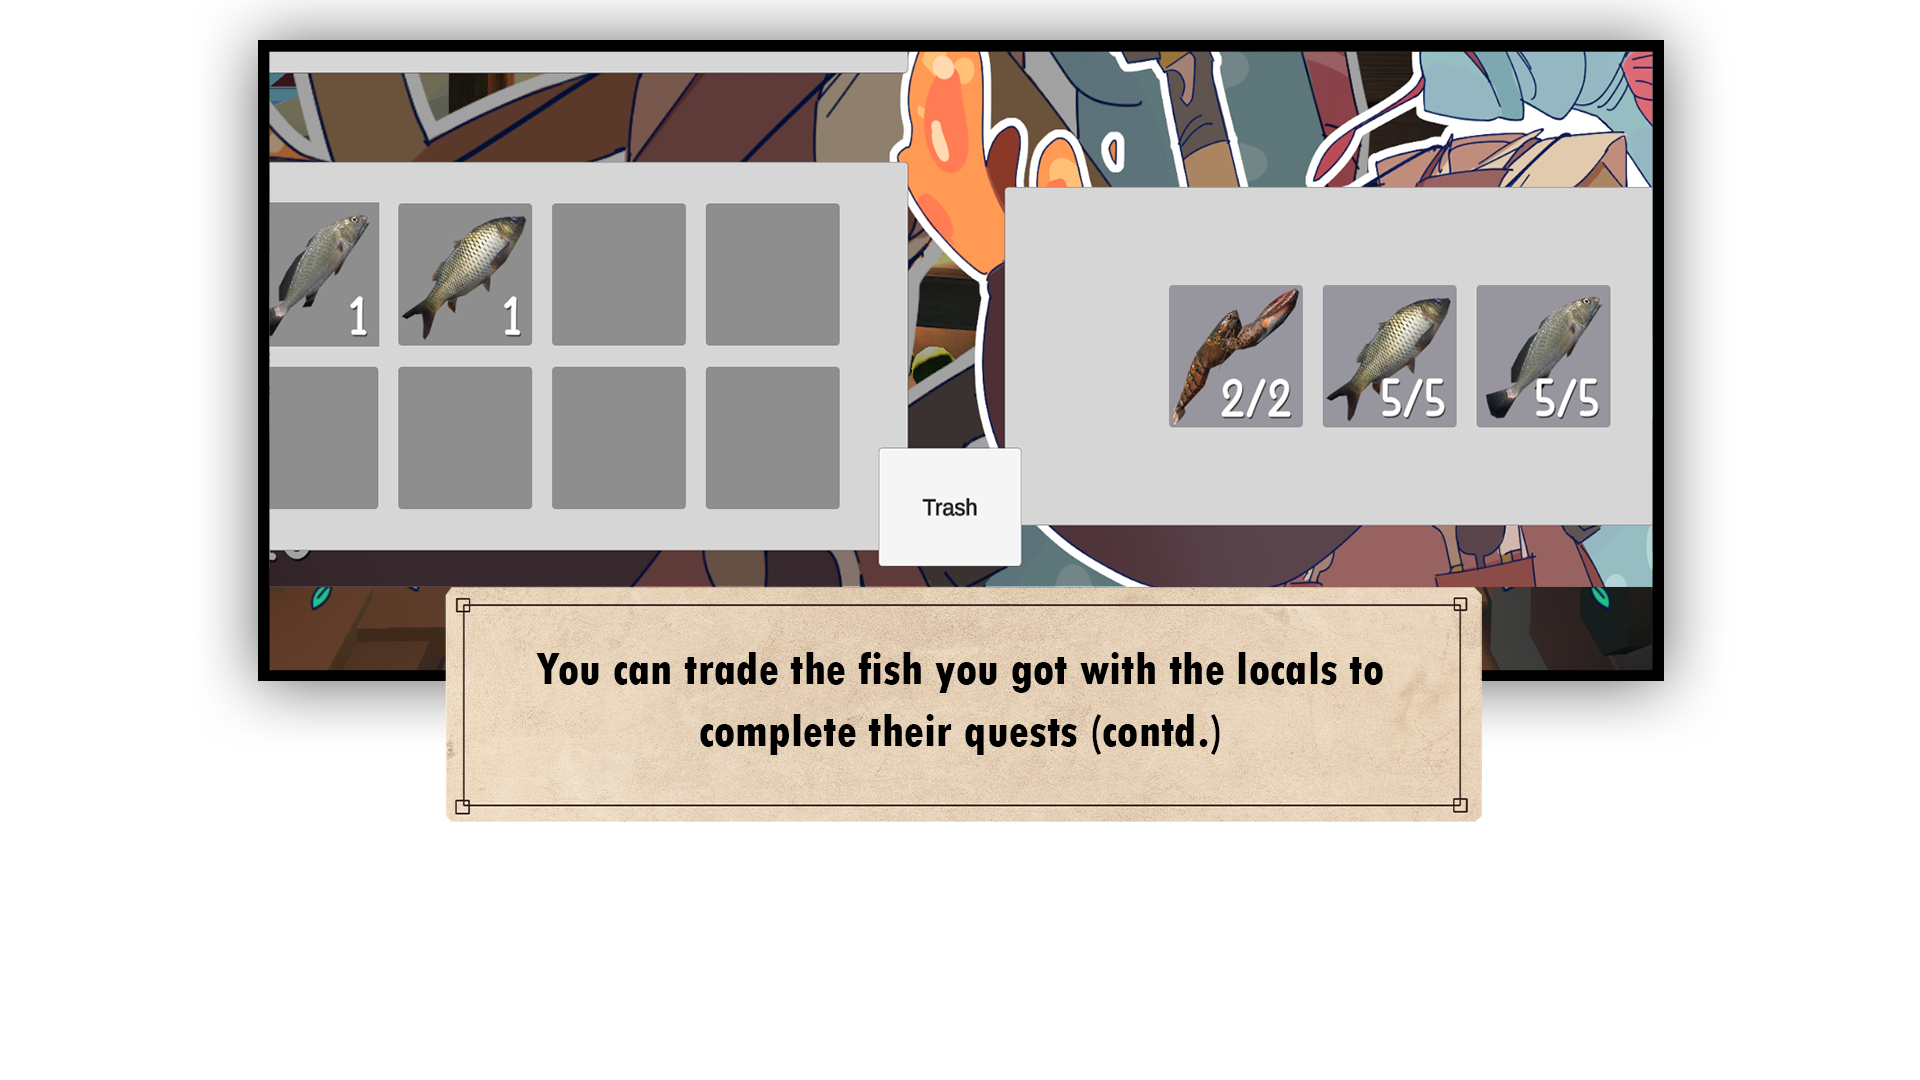 1
1
2/2
5/5
5/5
Trash
You can trade the fish you got with the locals to
complete their quests (contd.)